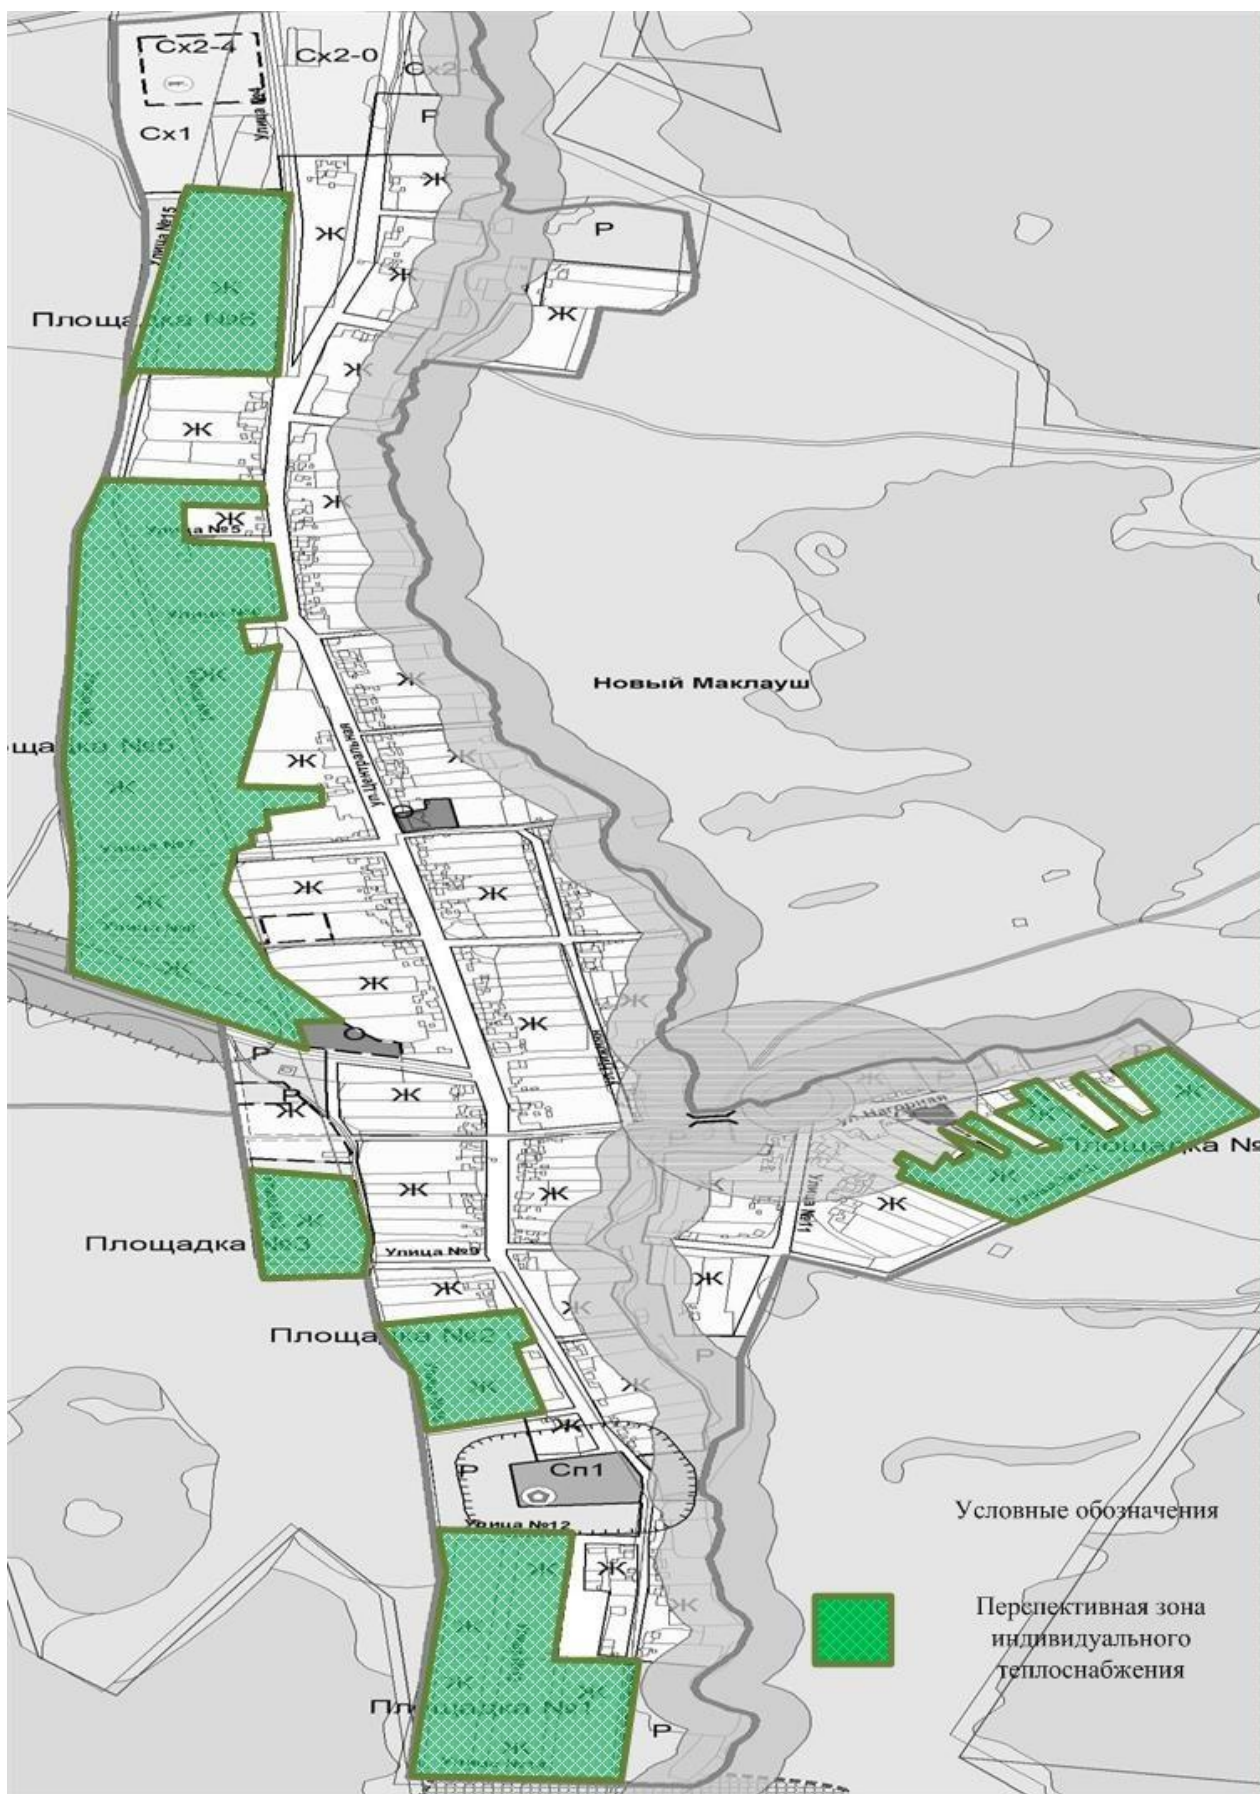 Сх2-4
Сх2-0
Сх1
Р
Ж
Улица №15
Ж
Р
Ж
Ж
Площадка №6
Ж
Ж
Ж
Ж
Ж
Улица №5
Ж
Ж
Новый Маклауш
Ж
Ж
ул.Центральная
Ж
Улица №7
Ж
Ж
Ж
Ж
Ж
Ж
Ж
Р
Р
Ж
Ж
ул.Нагорная
Ж
Ж
Площадка №
Ж
Ж
Ж
Ж
Ж
Улица №11
Ж
Площадка №3
Улица №9
Ж
Ж
Ж
Площадка №2
Р
Ж
Ж
Ж
Р
Сп1
Улица №12
Условные обозначения
Ж
Ж
Ж
Ж
Перспективная зона
индивидуального
теплоснабжения
Ж
Ж
Площадка №1
Р
Ж